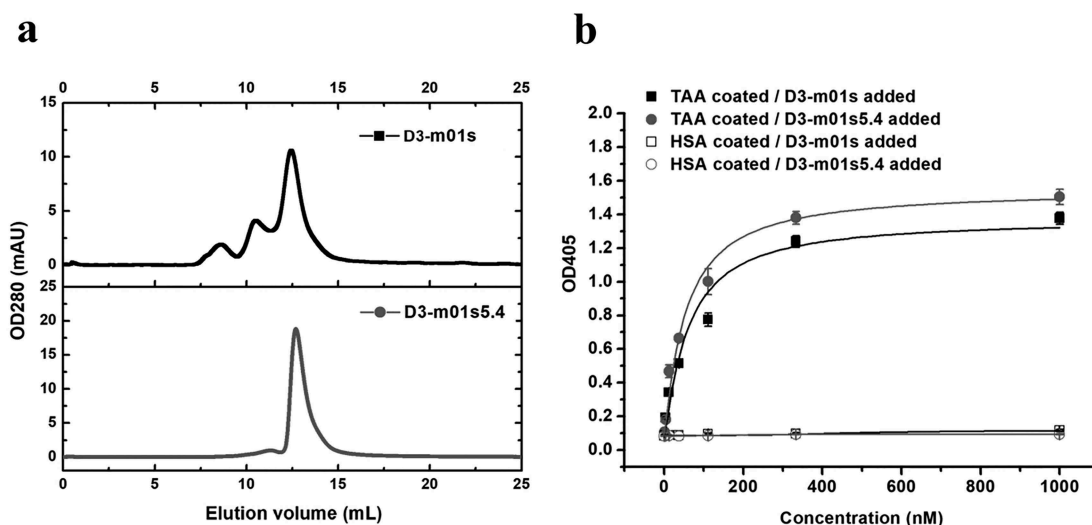 a
0 5 10 15 20 25
15
10
5
0
D3-m01s
OD280 (mAU)
25
20
15
10
5
0
D3-m01s5.4
0 5 10 15 20 25
Elution volume (mL)
b
TAA coated / D3-m01s added
TAA coated / D3-m01s5.4 added
HSA coated / D3-m01s added
HSA coated / D3-m01s5.4 added
2.0
1.8
1.6
1.4
1.2
1.0
0.8
0.6
0.4
0.2
0.0
OD405
0 200 400 600 800 1000
Concentration (nM)